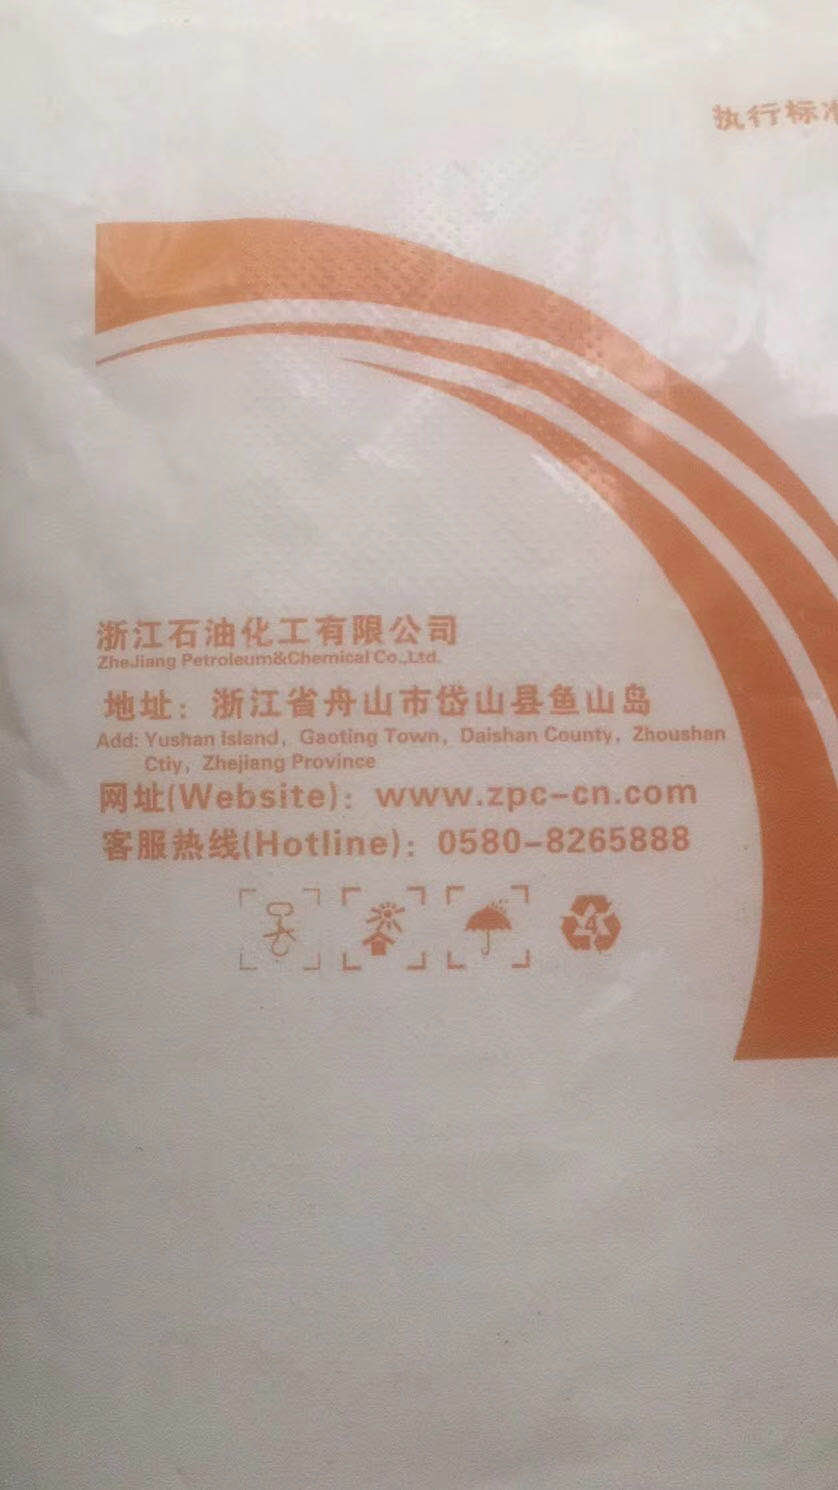 执行标准
浙江石油化工有限公司
ZheJiang Petroleum&Chemical Co.,Ltd.
地址：浙江省舟山市岱山县鱼山岛
Add: Yushan Island，Gaoting Town，Daishan County，Zhoushan
Ctiy，Zhejiang Province
网址(Website)：www.zpc-cn.com
客服热线(Hotline)：0580-8265888
4